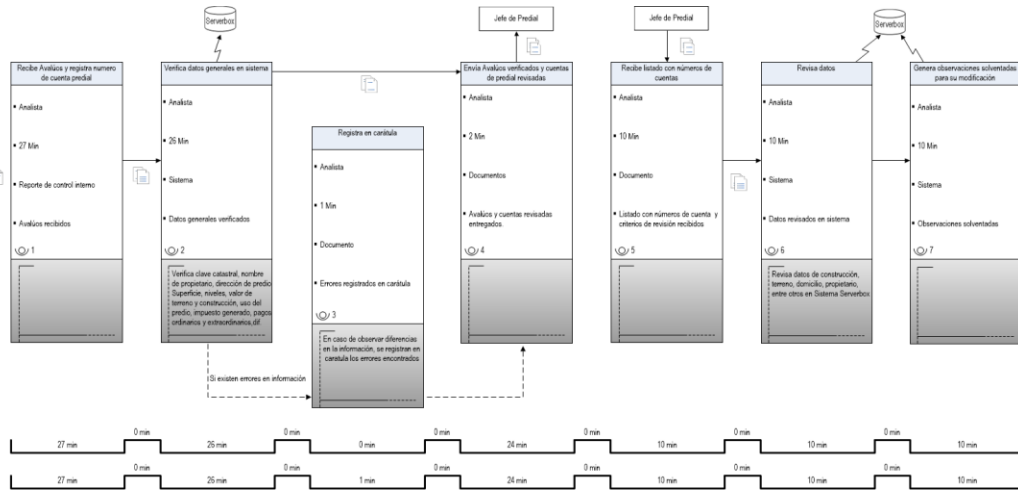 Serverbox
Jefe de Predial
Jefe de Predial
Serverbox
Recibe Avalúos y registra numero
de cuenta predial
• Analista
• 27 Min
• Reporte de control interno
• Avalúos recibidos
1
Verifica datos generales en sistema
• Analista
• 26 Min
• Sistema
• Datos generales verificados
2
Verifica clave catastral, nombre
de propietario, dirección de predio
Superficie, niveles, valor de
terreno y construcción, uso del
predio, impuesto generado, pagos
ordinarios y extraordinarios,dif
Si existen errores en información
Registra en carátula
• Analista
• 1 Min
• Documento
• Errores registrados en carátula
3
En caso de observar diferencias
en la información, se registran en
caratula los errores encontrados
Envía Avalúos verificados y cuentas
de predial revisadas
• Analista
• 2 Min
• Documentos
• Avalúos y cuentas revisadas
entregados.
4
Recibe listado con números de
cuentas
• Analista
• 10 Min
• Documento
• Listado con números de cuenta y
criterios de revisión recibidos
5
Revisa datos
• Analista
• 10 Min
• Sistema
• Datos revisados en sistema
6
Revisa datos de construcción,
terreno, domicilio, propietario,
entre otros en Sistema Serverbox
Genera observaciones solventadas
para su modificación
• Analista
• 10 Min
• Sistema
• Observaciones solventadas
7
27 min 0 min 26 min 0 min 0 min 0 min 24 min 0 min 10 min 0 min 10 min 0 min 10 min
27 min 0 min 26 min 0 min 1 min 0 min 24 min 0 min 10 min 0 min 10 min 0 min 10 min